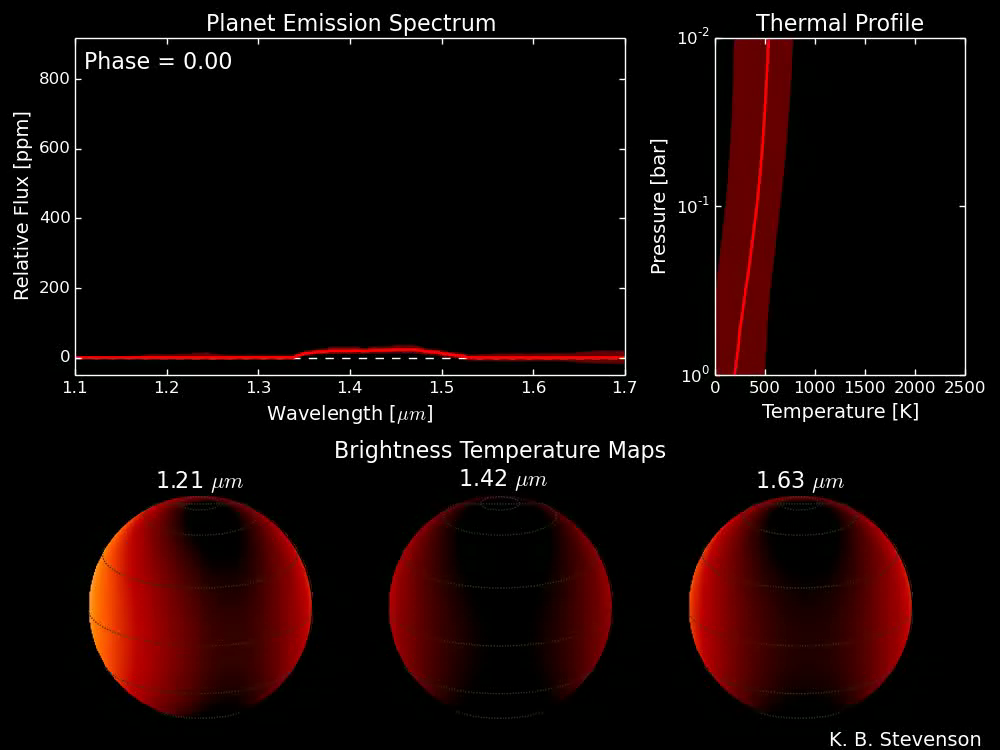 Planet Emission Spectrum
Phase = 0.00
Relative Flux [ppm]
800
600
400
200
0
1.1 1.2 1.3 1.4 1.5 1.6 1.7
Wavelength [μm]
Thermal Profile
Pressure [bar]
10⁻²
10⁻¹
10⁰
0 500 1000 1500 2000 2500
Temperature [K]
Brightness Temperature Maps
1.21 μm 1.42 μm 1.63 μm
K. B. Stevenson